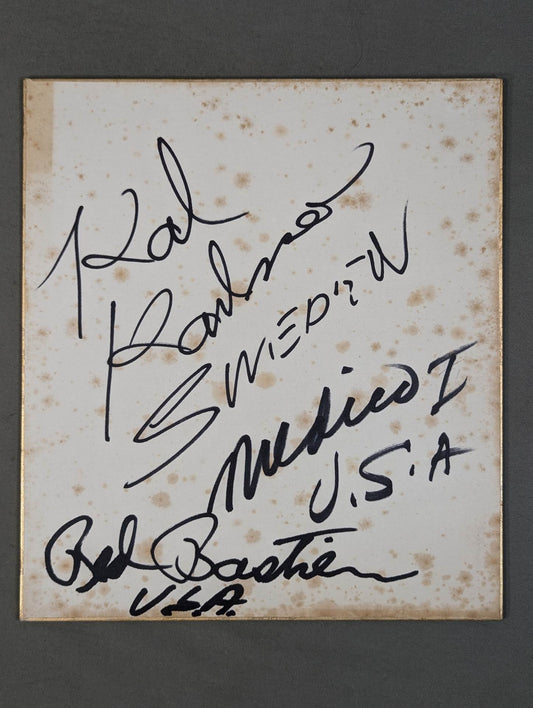 Karl
Karlsson
SWEDEN
Medico I
U.S.A
Red Bastien
U.S.A.